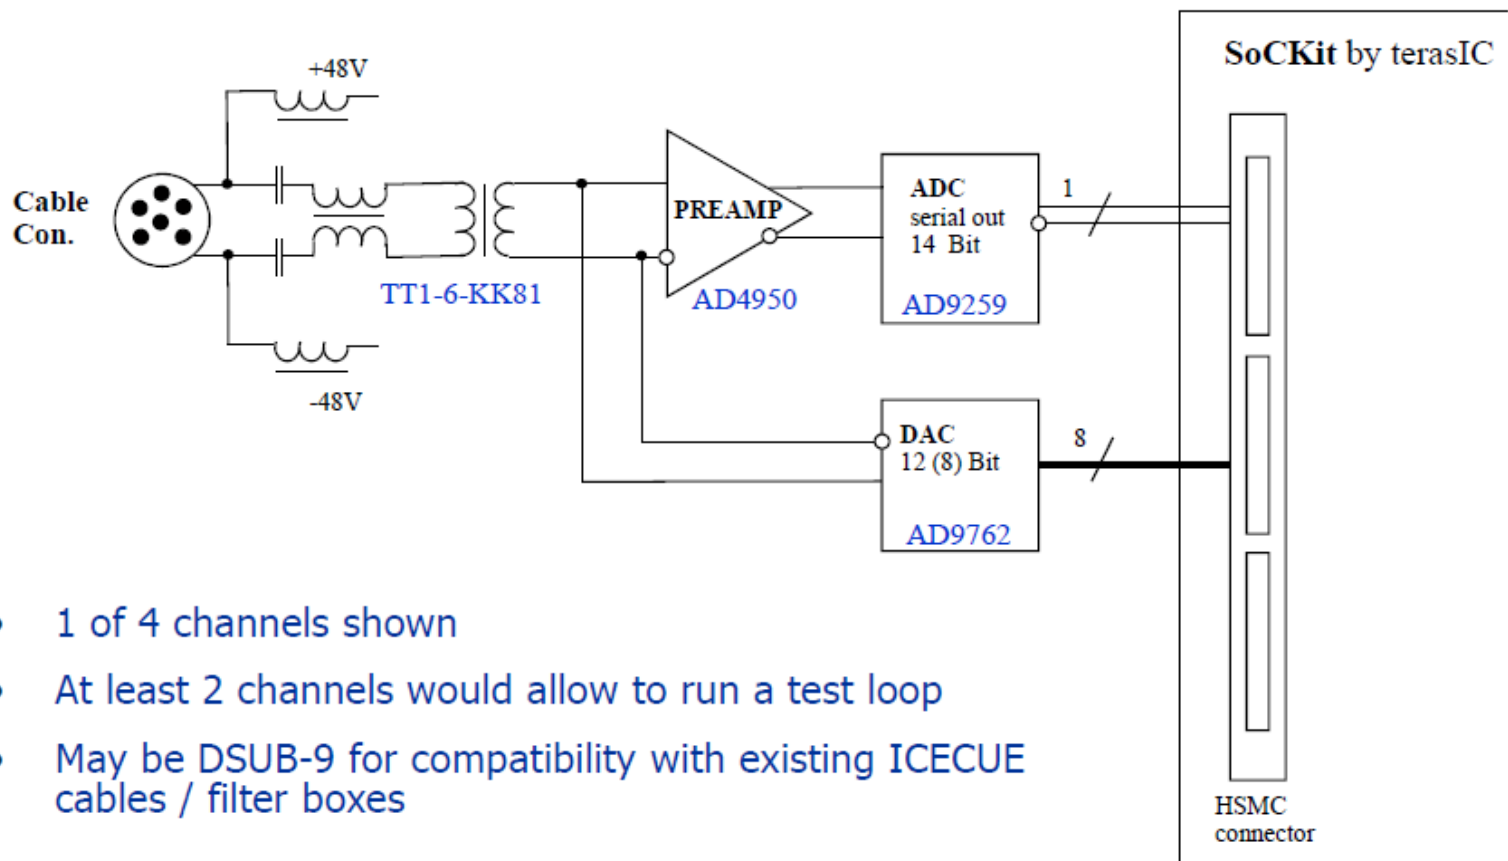 SoCKit by terasIC
+48V
Cable
Con.
PREAMP
ADC
serial out
14 Bit
1
TT1-6-KK81
AD4950
AD9259
-48V
DAC
12 (8) Bit
8
AD9762
• 1 of 4 channels shown
• At least 2 channels would allow to run a test loop
• May be DSUB-9 for compatibility with existing ICECUE
cables / filter boxes
HSMC
connector